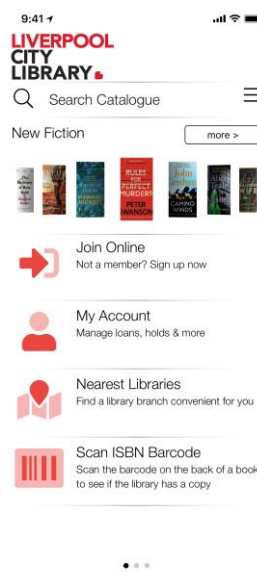 9:41
LIVERPOOL
CITY
LIBRARY
Search Catalogue
New Fiction
more >
RULES
FOR
PERFECT
MURDERS
PETER
SWANSON
John
CAMINO
WINDS
Join Online
Not a member? Sign up now
My Account
Manage loans, holds & more
Nearest Libraries
Find a library branch convenient for you
Scan ISBN Barcode
Scan the barcode on the back of a book
to see if the library has a copy